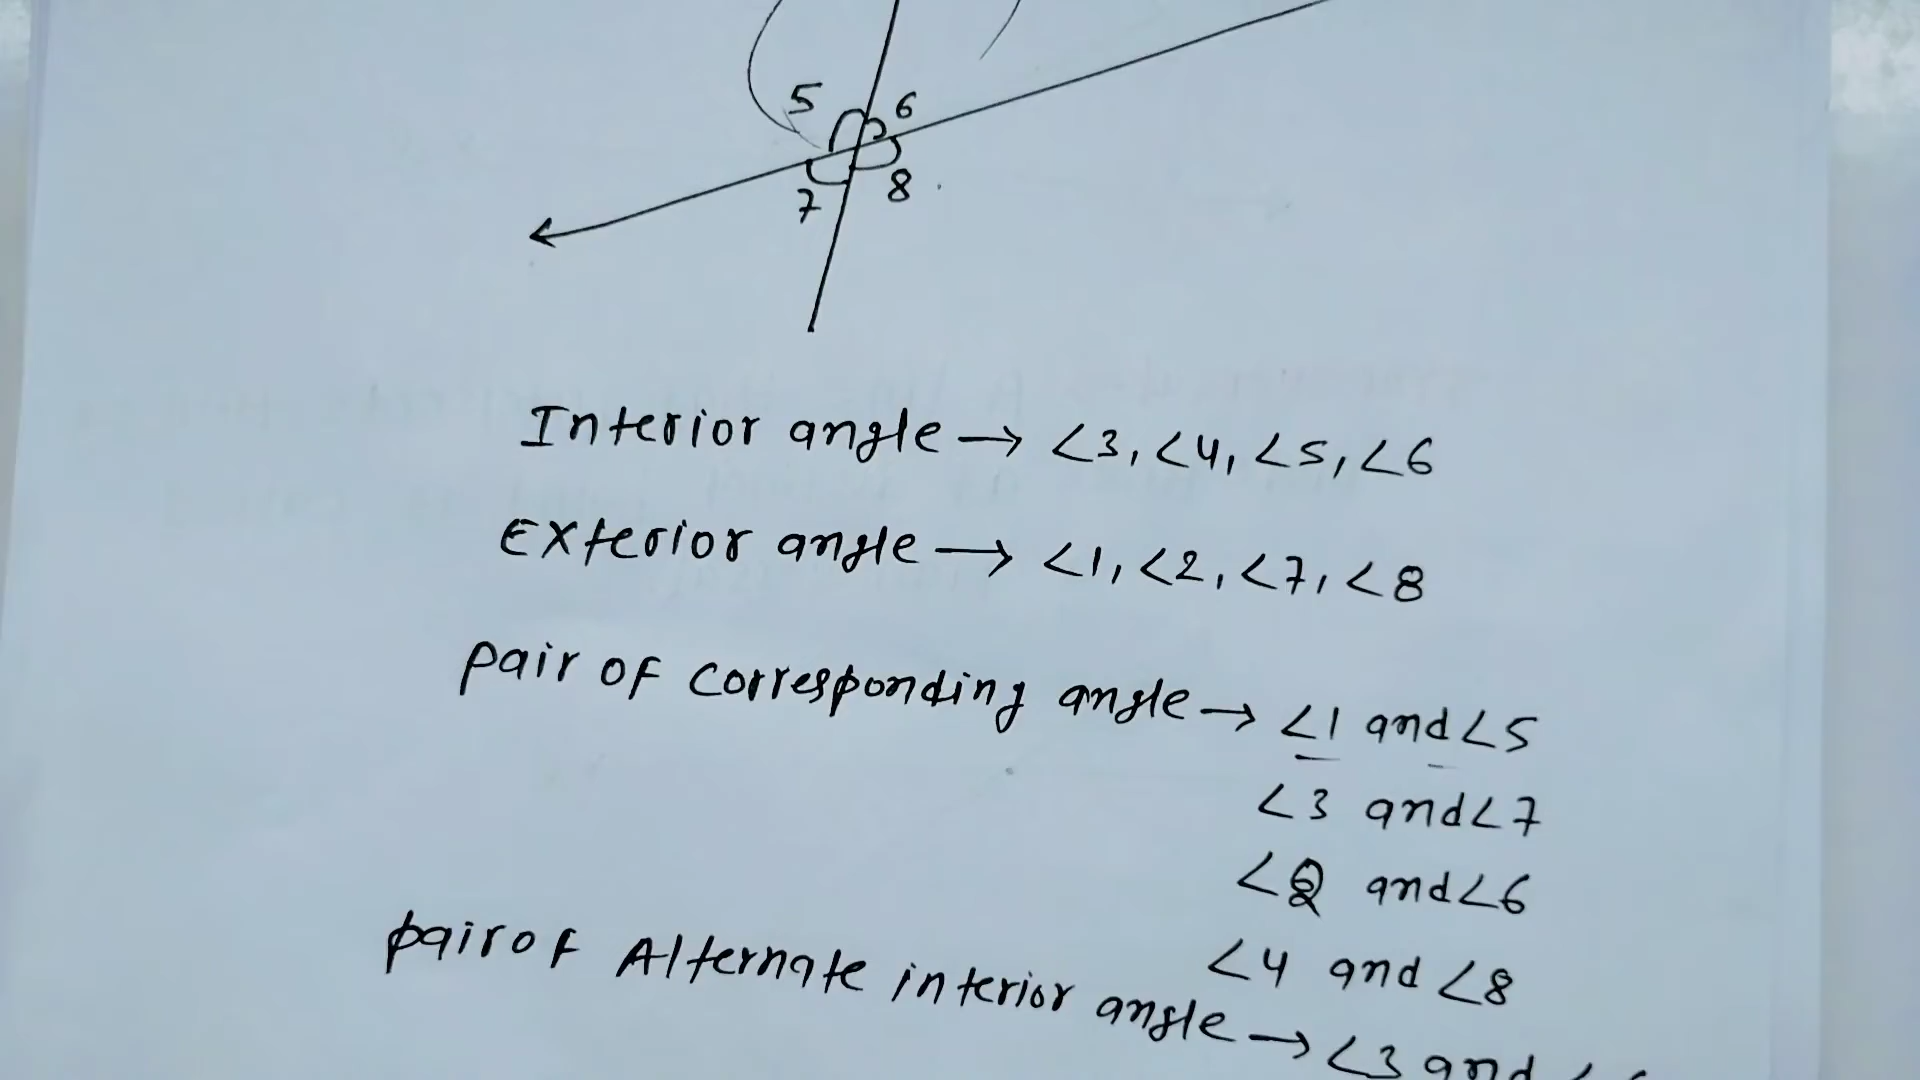 5 6
7 8
Interior angle → ∠3, ∠4, ∠5, ∠6
Exterior angle → ∠1, ∠2, ∠7, ∠8
pair of corresponding angle → ∠1 and ∠5
∠3 and ∠7
∠2 and ∠6
∠4 and ∠8
pair of Alternate interior angle → ∠3 and